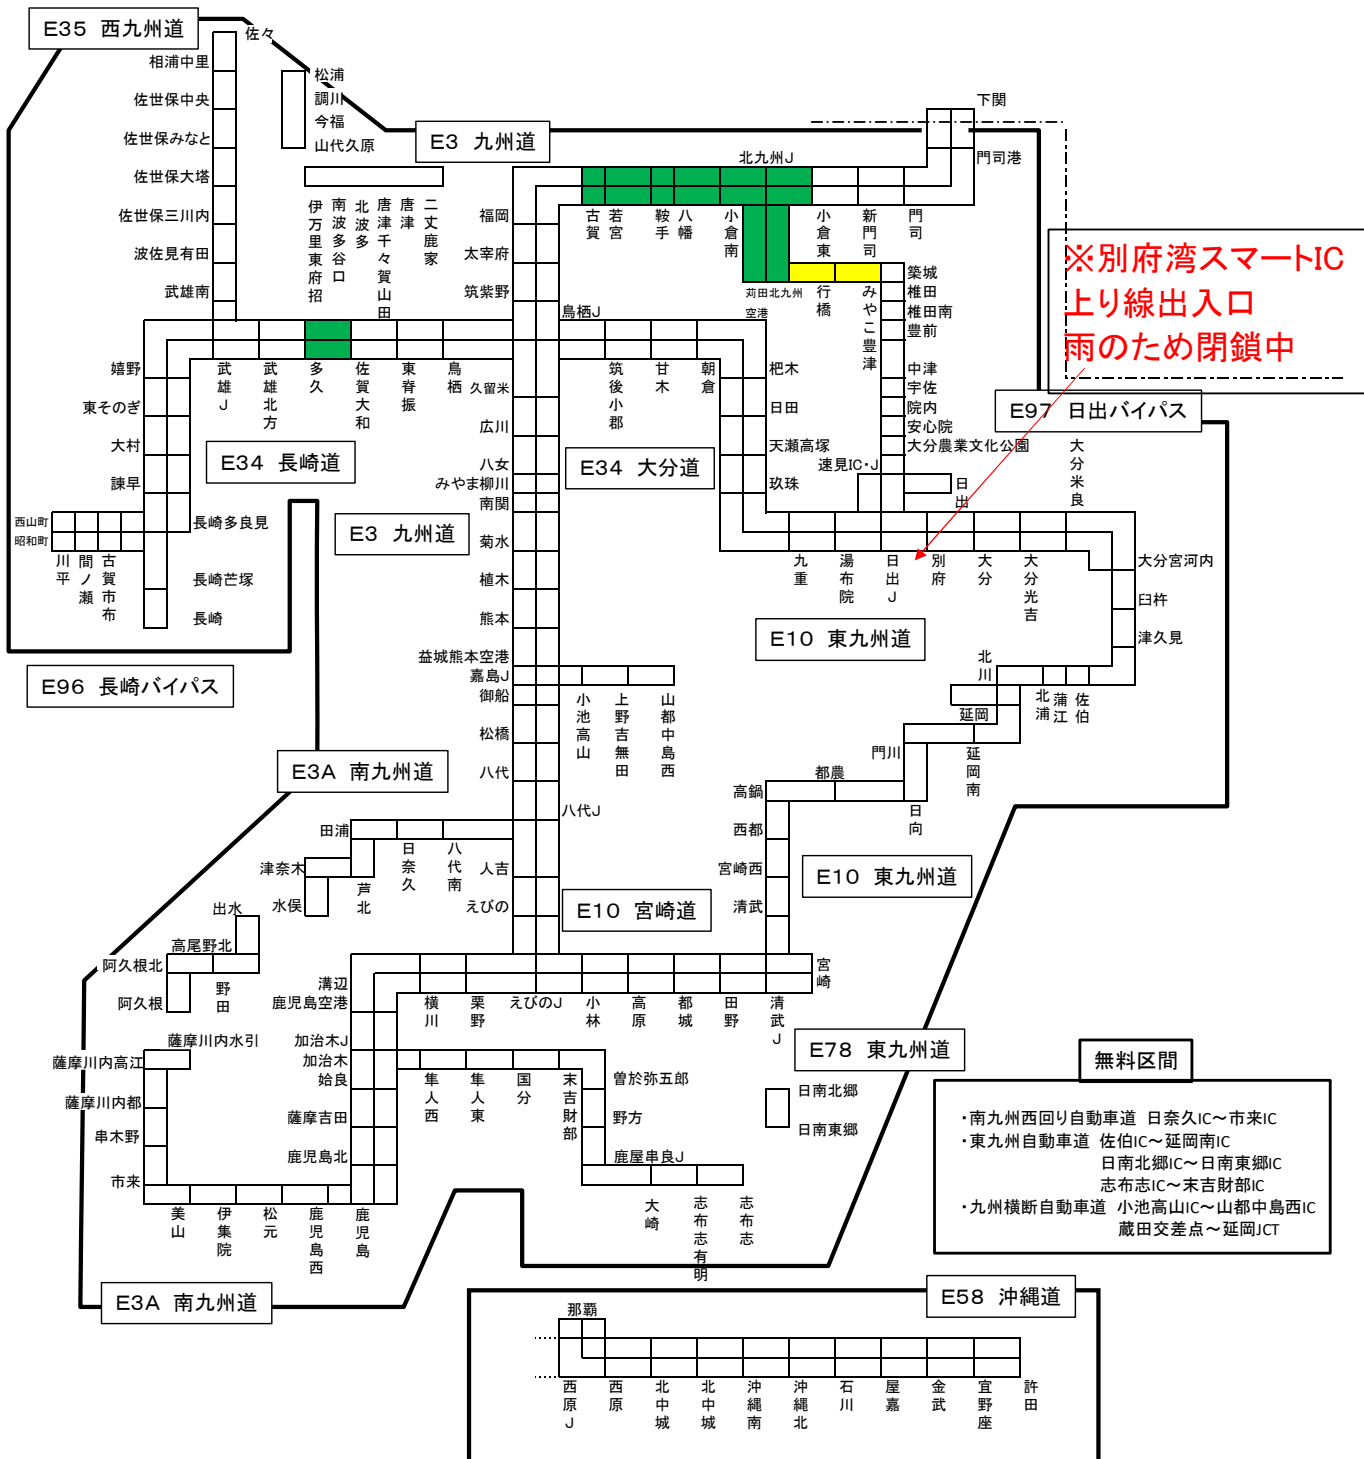 E35 西九州道
佐々
相浦中里
佐世保中央
佐世保みなと
佐世保大塔
佐世保三川内
波佐見有田
武雄南
松浦
調川
今福
山代久原
E3 九州道
伊万里東府招
南波多谷口
北波多
唐津千々賀山田
唐津
二丈鹿家
福岡
太宰府
筑紫野
鳥栖J
北九州J
下関
門司港
古賀
若宮
鞍手
八幡
小倉南
小倉東
新門司
門司
苅田北九州
空港
行橋
みやこ豊津
築城
椎田
椎田南
豊前
中津
宇佐
院内
安心院
大分農業文化公園
速見IC・J
日出
※別府湾スマートIC
上り線出入口
雨のため閉鎖中
E97 日出バイパス
嬉野
東そのぎ
大村
諫早
武雄J
武雄北方
多久
佐賀大和
東脊振
鳥栖
久留米
広川
八女
みやま柳川
南関
菊水
植木
熊本
益城熊本空港
嘉島J
御船
松橋
八代
八代J
人吉
えびの
E34 長崎道
E3 九州道
筑後小郡
甘木
朝倉
杷木
日田
天瀬高塚
玖珠
E34 大分道
西山町
昭和町
川平
間ノ瀬
古賀市布
長崎多良見
長崎芒塚
長崎
E96 長崎バイパス
九重
湯布院
日出J
別府
大分
大分光吉
大分米良
大分宮河内
臼杵
津久見
E10 東九州道
北川
北浦
蒲江
佐伯
延岡
延岡南
門川
日向
都農
高鍋
西都
宮崎西
清武
E10 東九州道
小池高山
上野吉無田
山都中島西
E3A 南九州道
田浦
津奈木
水俣
芦北
日奈久
八代南
出水
高尾野北
阿久根北
阿久根
野田
E10 宮崎道
溝辺
鹿児島空港
加治木J
加治木
姶良
薩摩吉田
鹿児島北
横川
栗野
えびのJ
小林
高原
都城
田野
清武J
宮崎
薩摩川内水引
薩摩川内高江
薩摩川内都
串木野
市来
美山
伊集院
松元
鹿児島西
鹿児島
隼人西
隼人東
国分
末吉財部
曽於弥五郎
野方
鹿屋串良J
大崎
志布志有明
志布志
E78 東九州道
日南北郷
日南東郷
無料区間
・南九州西回り自動車道 日奈久IC～市来IC
・東九州自動車道 佐伯IC～延岡南IC
日南北郷IC～日南東郷IC
志布志IC～末吉財部IC
・九州横断自動車道 小池高山IC～山都中島西IC
蔵田交差点～延岡JCT
E3A 南九州道
E58 沖縄道
那覇
西原J
西原
北中城
北中城
沖縄南
沖縄北
石川
屋嘉
金武
宜野座
許田